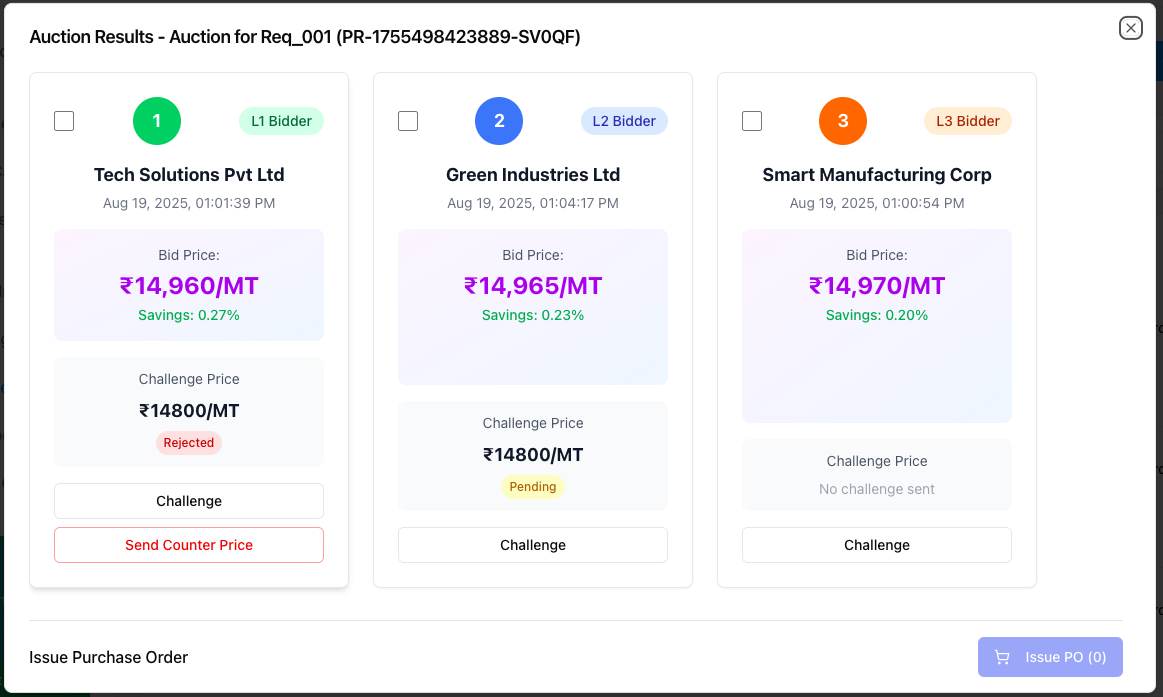 Auction Results - Auction for Req_001 (PR-1755498423889-SV0QF)
1
L1 Bidder
Tech Solutions Pvt Ltd
Aug 19, 2025, 01:01:39 PM
Bid Price:
₹14,960/MT
Savings: 0.27%
Challenge Price
₹14800/MT
Rejected
Challenge
Send Counter Price
2
L2 Bidder
Green Industries Ltd
Aug 19, 2025, 01:04:17 PM
Bid Price:
₹14,965/MT
Savings: 0.23%
Challenge Price
₹14800/MT
Pending
Challenge
3
L3 Bidder
Smart Manufacturing Corp
Aug 19, 2025, 01:00:54 PM
Bid Price:
₹14,970/MT
Savings: 0.20%
Challenge Price
No challenge sent
Challenge
Issue Purchase Order
Issue PO (0)